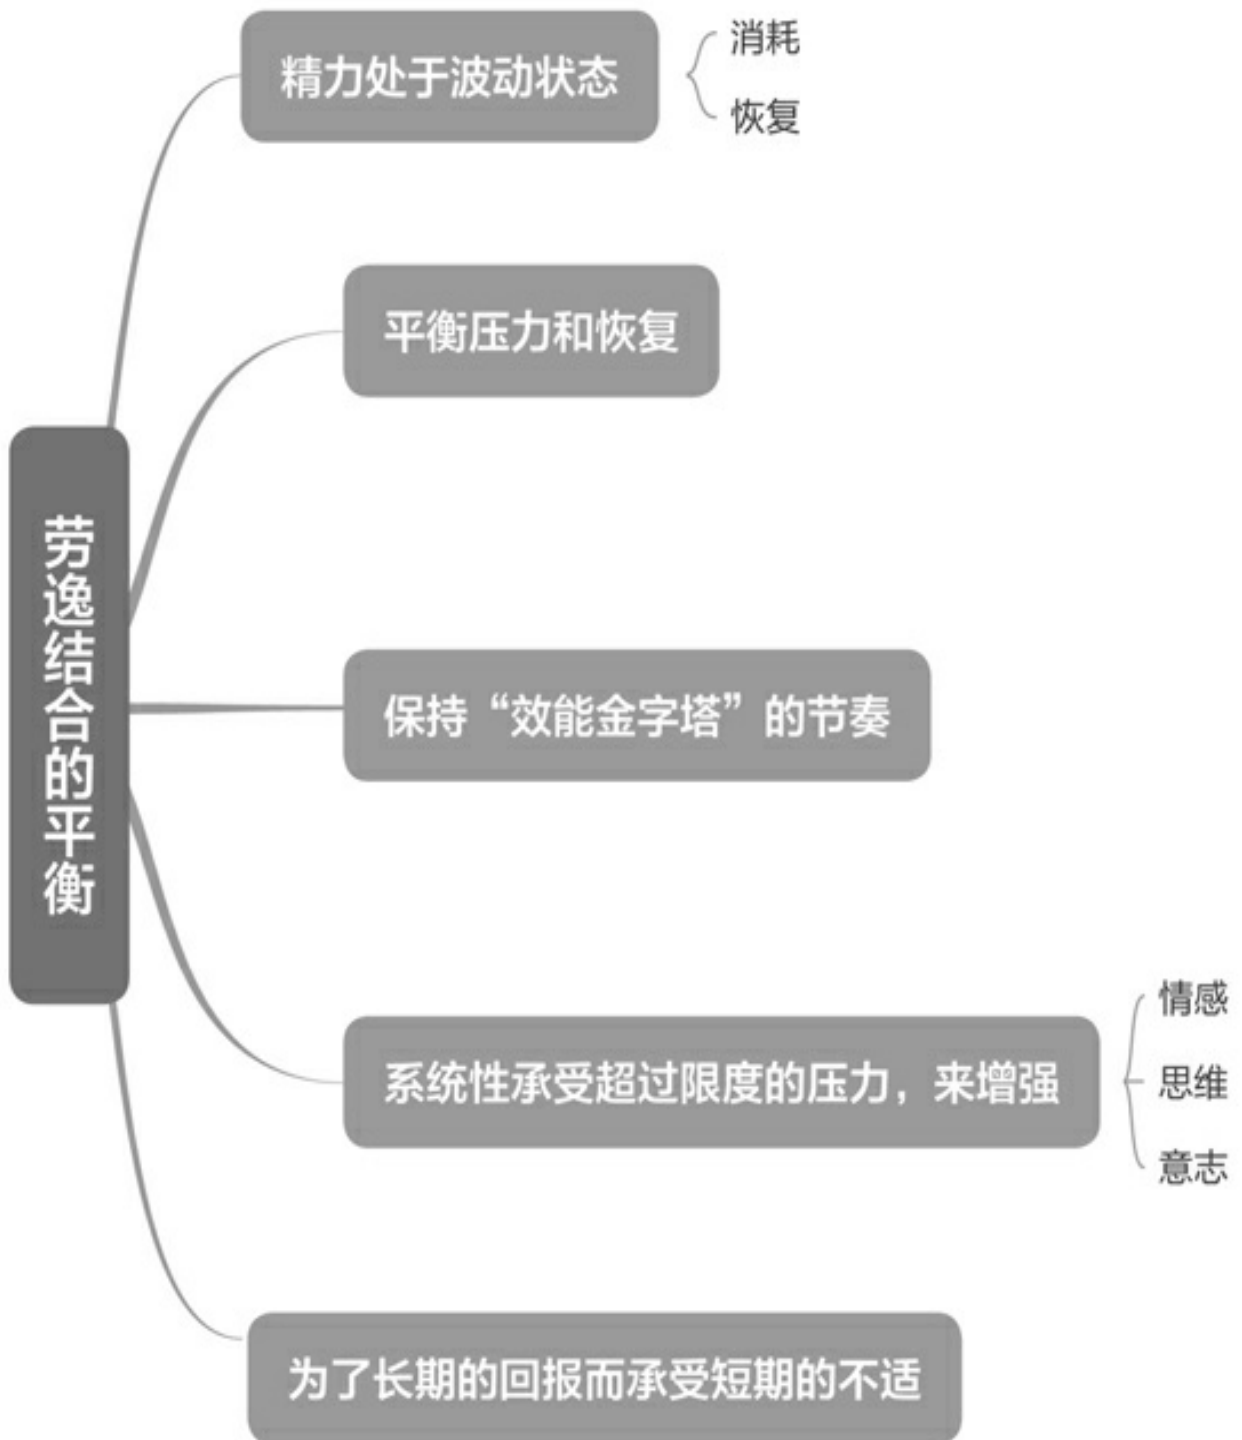 劳逸结合的平衡
精力处于波动状态
消耗
恢复
平衡压力和恢复
保持“效能金字塔”的节奏
系统性承受超过限度的压力，来增强
情感
思维
意志
为了长期的回报而承受短期的不适